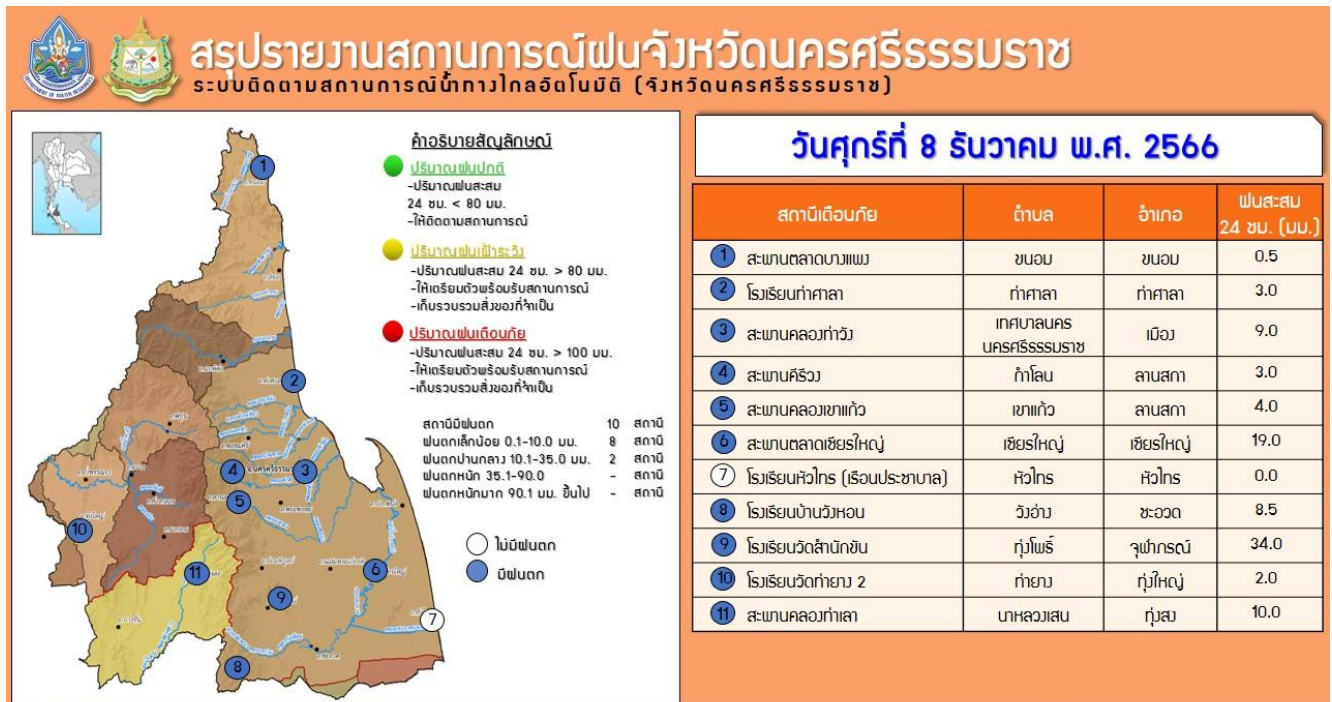 สรุปรายงานสถานการณ์ฝนจังหวัดนครศรีธรรมราช
ระบบติดตามสถานการณ์น้ำทางไกลอัตโนมัติ (จังหวัดนครศรีธรรมราช)
คำอธิบายสัญลักษณ์
ปริมาณฝนปกติ
-ปริมาณฝนสะสม
24 ชม. < 80 มม.
-ให้ติดตามสถานการณ์
ปริมาณฝนเฝ้าระวัง
-ปริมาณฝนสะสม 24 ชม. > 80 มม.
-ให้เตรียมตัวพร้อมรับสถานการณ์
-เก็บรวบรวมสิ่งของที่จำเป็น
ปริมาณฝนเตือนภัย
-ปริมาณฝนสะสม 24 ชม. > 100 มม.
-ให้เตรียมตัวพร้อมรับสถานการณ์
-เก็บรวบรวมสิ่งของที่จำเป็น
สถานีมีฝนตก 10 สถานี
ฝนตกเล็กน้อย 0.1-10.0 มม. 8 สถานี
ฝนตกปานกลาง 10.1-35.0 มม. 2 สถานี
ฝนตกหนัก 35.1-90.0 - สถานี
ฝนตกหนักมาก 90.1 มม. ขึ้นไป - สถานี
ไม่มีฝนตก
มีฝนตก
1
2
3
4
5
6
7
8
9
10
11
วันศุกร์ที่ 8 ธันวาคม พ.ศ. 2566
สถานีเตือนภัย ตำบล อำเภอ ฝนสะสม
24 ชม. (มม.)
1 สะพานตลาดบางแพง ขนอม ขนอม 0.5
2 โรงเรียนท่าศาลา ท่าศาลา ท่าศาลา 3.0
3 สะพานคลองท่าวัง เทศบาลนคร
นครศรีธรรมราช เมือง 9.0
4 สะพานคีรีวง กำโลน ลานสกา 3.0
5 สะพานคลองเขาแก้ว เขาแก้ว ลานสกา 4.0
6 สะพานตลาดเชียรใหญ่ เชียรใหญ่ เชียรใหญ่ 19.0
7 โรงเรียนหัวไทร (เรือนประชาบาล) หัวไทร หัวไทร 0.0
8 โรงเรียนบ้านวังหอน วังอ่าง ชะอวด 8.5
9 โรงเรียนวัดสำนักขัน ทุ่งโพธิ์ จุฬาภรณ์ 34.0
10 โรงเรียนวัดท่ายาง 2 ท่ายาง ทุ่งใหญ่ 2.0
11 สะพานคลองท่าเลา นาหลวงเสน ทุ่งสง 10.0